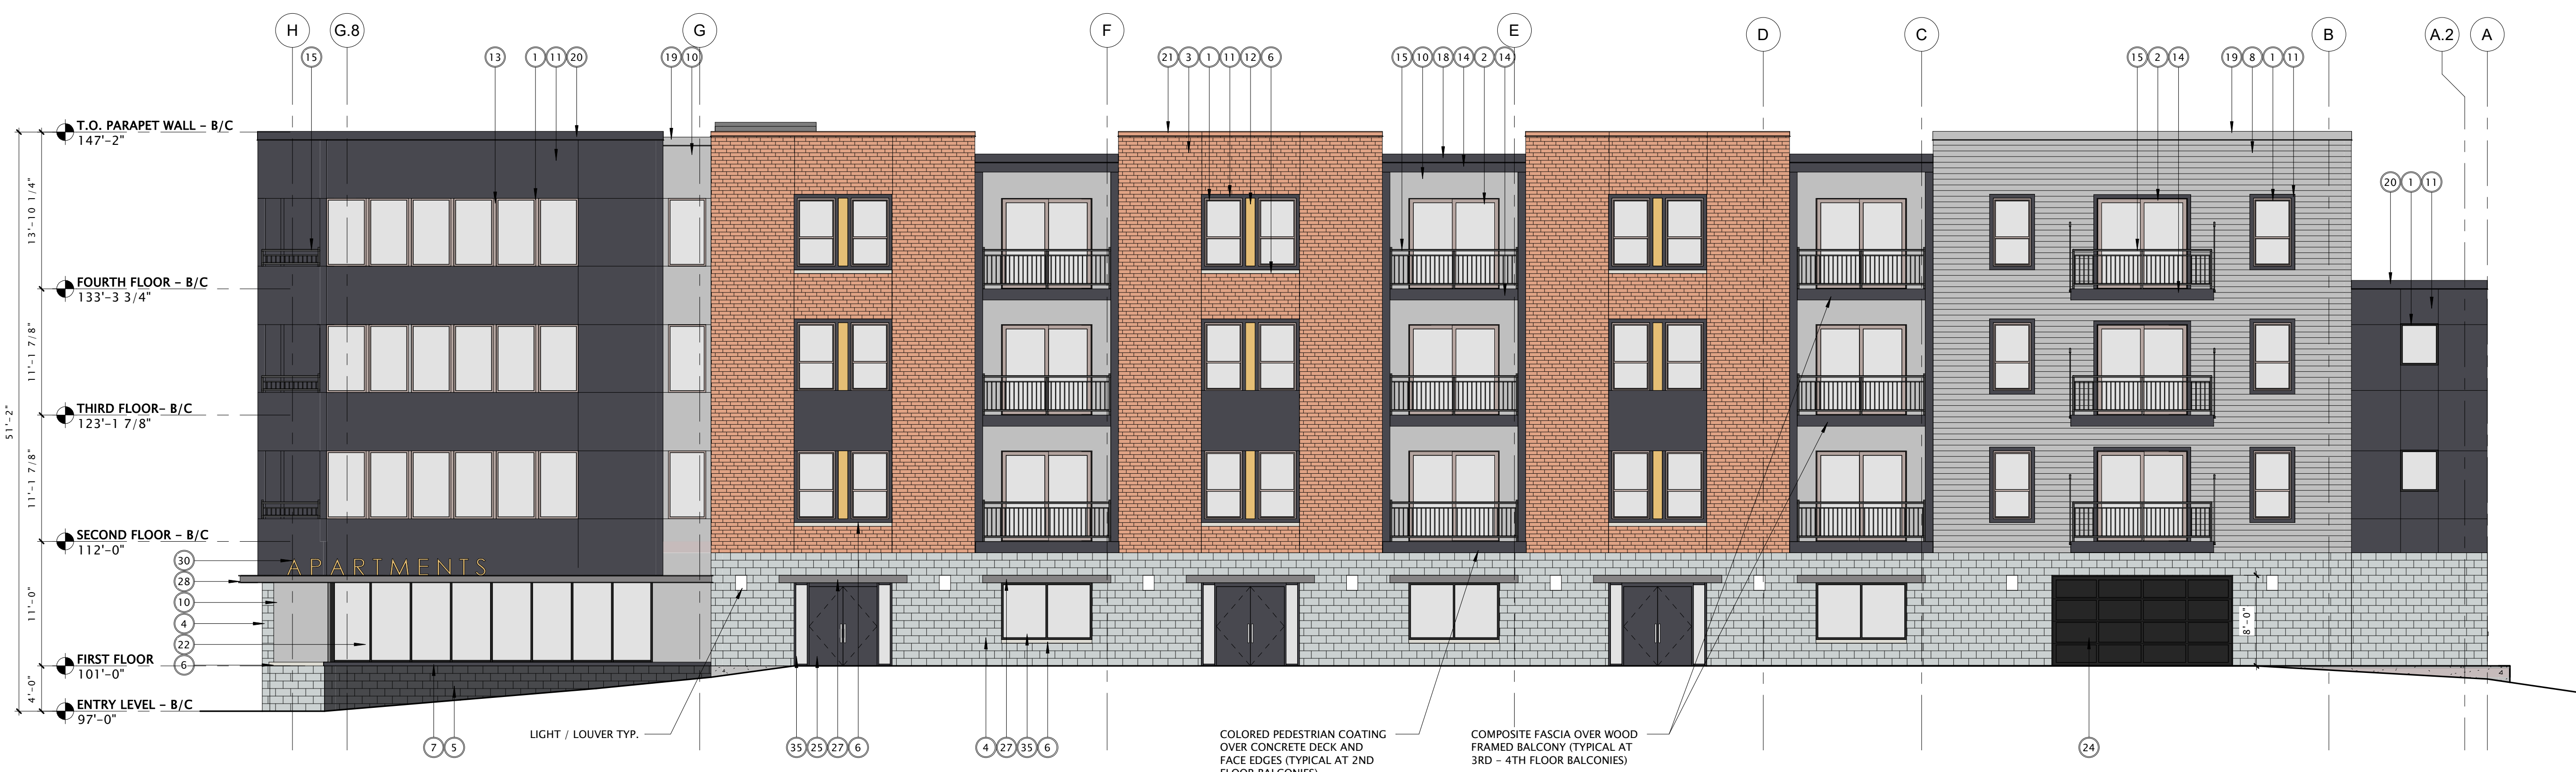 H G.8 G F E D C B A.2 A
15 13 1 11 20 19 10 21 3 1 11 12 6 15 10 18 14 2 14 15 2 14 19 8 1 11
T.O. PARAPET WALL - B/C
147'-2"
20 1 11
13'-10 1/4"
FOURTH FLOOR - B/C
133'-3 3/4"
11'-1 7/8"
THIRD FLOOR- B/C
123'-1 7/8"
51'-2"
11'-1 7/8"
SECOND FLOOR - B/C
112'-0"
30
APARTMENTS
28
10
4
22
6
11'-0"
8'-0"
FIRST FLOOR
101'-0"
4'-0"
ENTRY LEVEL - B/C
97'-0"
7 5
LIGHT / LOUVER TYP.
35 25 27 6
4 27 35 6
COLORED PEDESTRIAN COATING
OVER CONCRETE DECK AND
FACE EDGES (TYPICAL AT 2ND
FLOOR BALCONIES)
COMPOSITE FASCIA OVER WOOD
FRAMED BALCONY (TYPICAL AT
3RD - 4TH FLOOR BALCONIES)
24